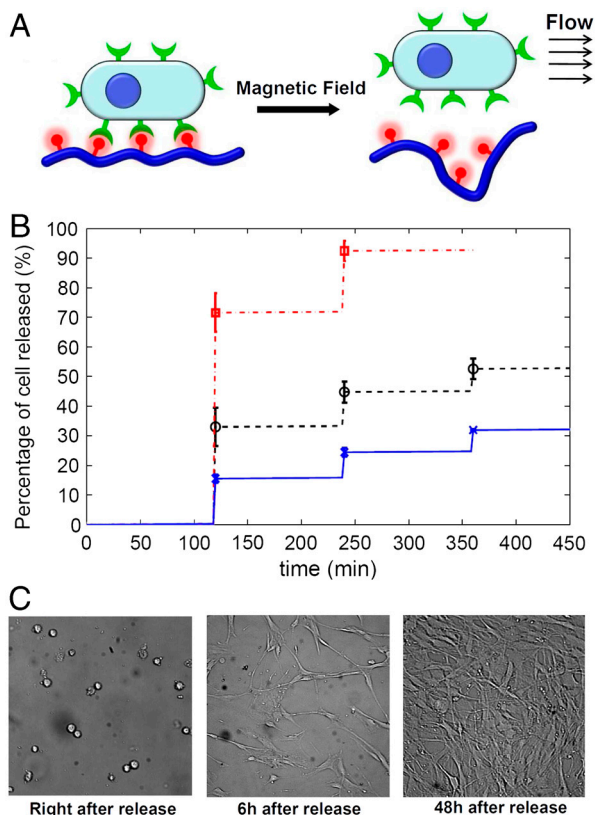 A
Magnetic Field
Flow
B
Percentage of cell released (%)
100
90
80
70
60
50
40
30
20
10
0
0 50 100 150 200 250 300 350 400 450
time (min)
C
Right after release 6h after release 48h after release